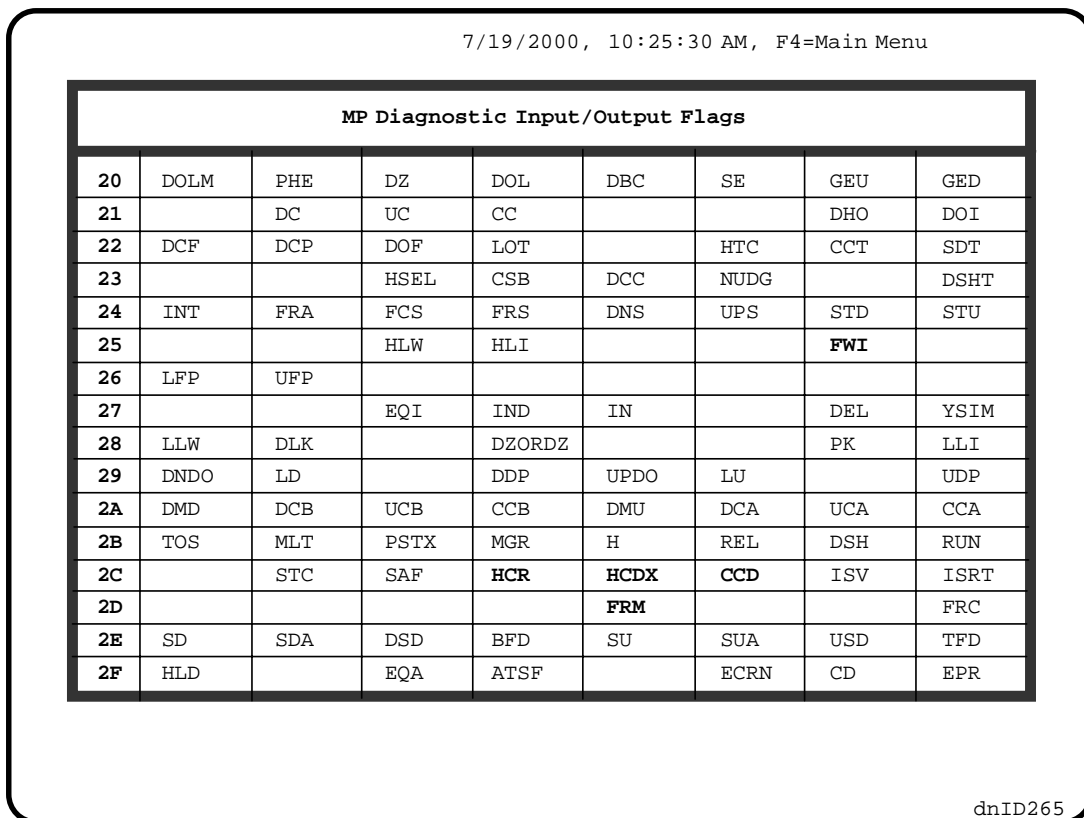 7/19/2000, 10:25:30 AM, F4=Main Menu
MP Diagnostic Input/Output Flags
20 DOLM PHE DZ DOL DBC SE GEU GED
21 DC UC CC DHO DOI
22 DCF DCP DOF LOT HTC CCT SDT
23 HSEL CSB DCC NUDG DSHT
24 INT FRA FCS FRS DNS UPS STD STU
25 HLW HLI FWI
26 LFP UFP
27 EQI IND IN DEL YSIM
28 LLW DLK DZORDZ PK LLI
29 DNDO LD DDP UPDO LU UDP
2A DMD DCB UCB CCB DMU DCA UCA CCA
2B TOS MLT PSTX MGR H REL DSH RUN
2C STC SAF HCR HCDX CCD ISV ISRT
2D FRM FRC
2E SD SDA DSD BFD SU SUA USD TFD
2F HLD EQA ATSF ECRN CD EPR
dnID265